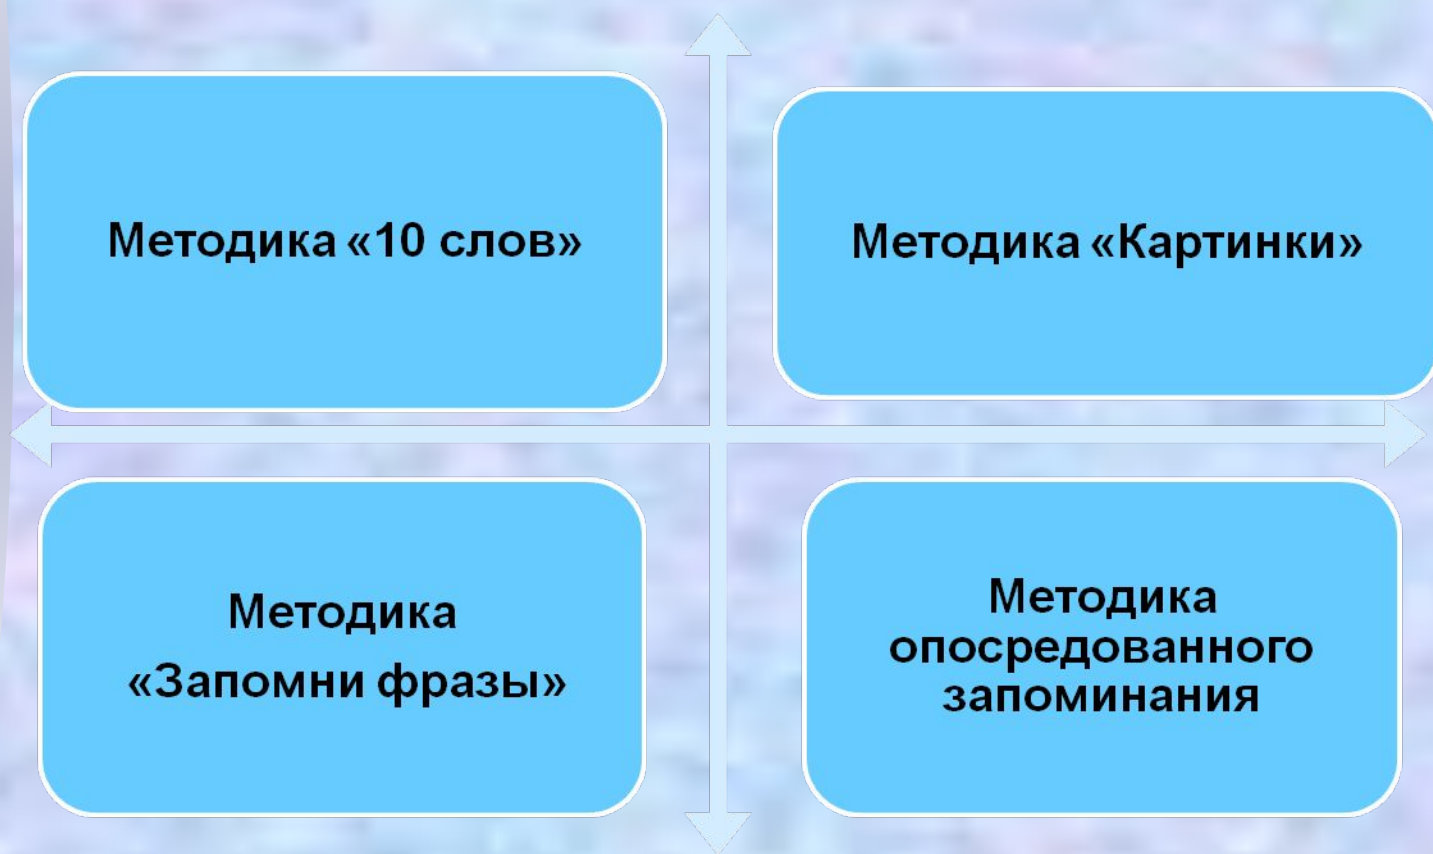 Методика «10 слов»
Методика «Картинки»
Методика
«Запомни фразы»
Методика
опосредованного
запоминания